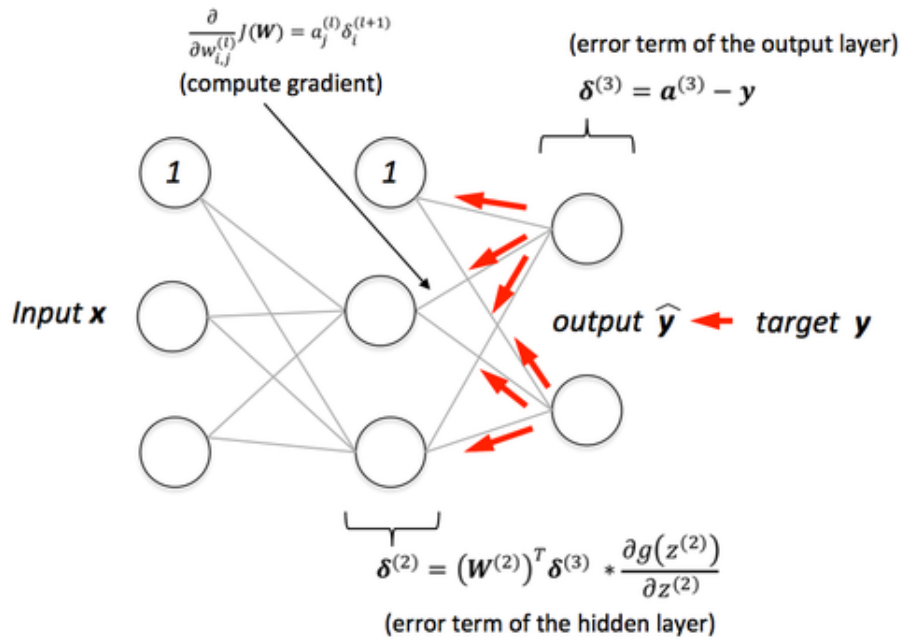 ∂/∂w_{i,j}^{(l)} J(W) = a_j^{(l)} δ_i^{(l+1)}
(compute gradient)
(error term of the output layer)
δ^{(3)} = a^{(3)} − y
1
1
Input x
output ŷ
target y
δ^{(2)} = (W^{(2)})^T δ^{(3)} * ∂g(z^{(2)})/∂z^{(2)}
(error term of the hidden layer)